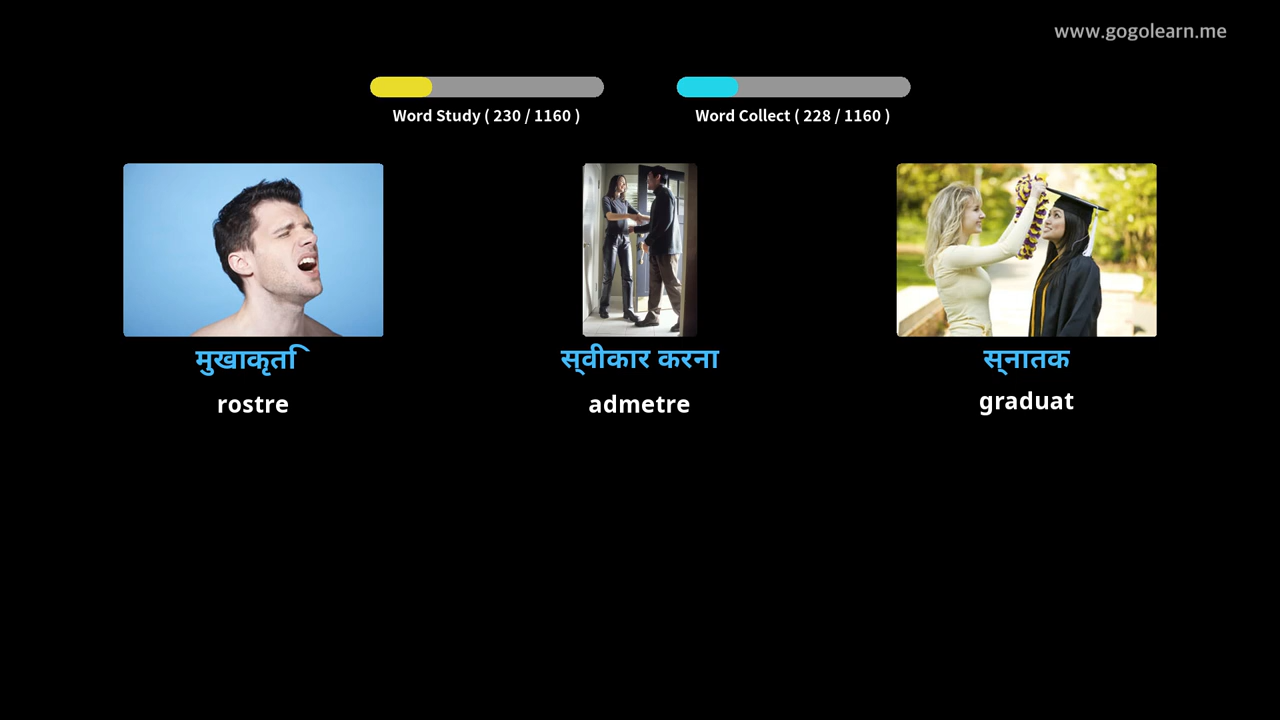 www.gogolearn.me
Word Study ( 230 / 1160 )
Word Collect ( 228 / 1160 )
मुखाकृति
स्वीकार करना
स्नातक
rostre
admetre
graduat